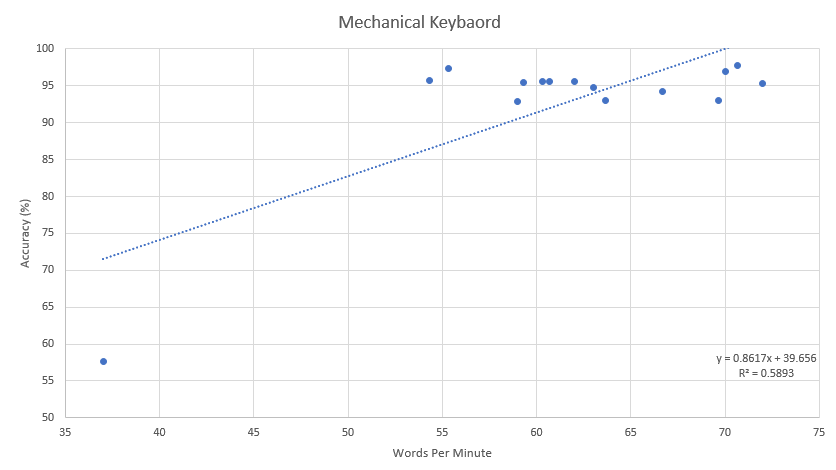 Mechanical Keybaord
100
95
90
85
80
75
70
65
60
55
50
Accuracy (%)
y = 0.8617x + 39.656
R² = 0.5893
35 40 45 50 55 60 65 70 75
Words Per Minute